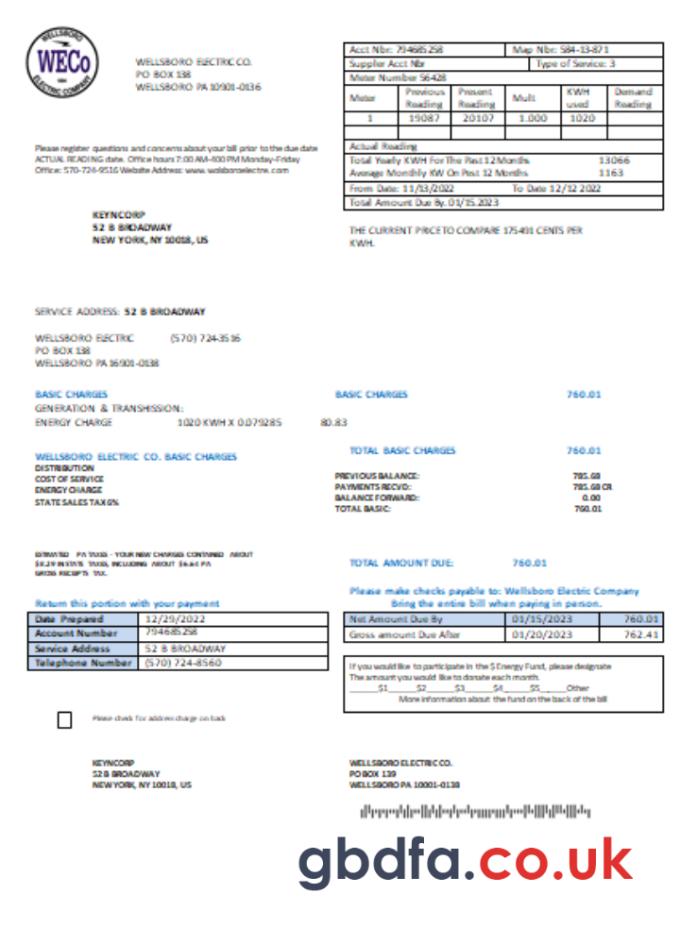 WELLSBORO
WECo
ELECTRIC COMPANY
WELLSBORO ELECTRIC CO.
PO BOX 138
WELLSBORO PA 10901-0136
Acct Nbr: 794685258 Map Nbr: 584-13-871
Supplier Acct Nbr Type of Service: 3
Meter Number 56428
Meter Previous Reading Present Reading Mult KWH used Demand Reading
1 19087 20107 1.000 1020
Please register questions and concerns about your bill prior to the due date
ACTUAL READING date. Office hours 7:00 AM-400 PM Monday-Friday
Office: 570-724-9516 Website Address: www.
Actual Reading
Total Yearly KWH For The Past 12 Months 13066
Average Monthly KW On Past 12 Months 1163
From Date: 11/13/2022 To Date 12/12 2022
Total Amount Due By. 01/15.2023
KEYNCORP
52 B BROADWAY
NEW YORK, NY 10018, US
THE CURRENT PRICE TO COMPARE 175491 CENTS PER
KWH.
SERVICE ADDRESS: 52 B BROADWAY
WELLSBORO ELECTRIC (570) 724-3516
PO BOX 138
WELLSBORO PA 16901-0138
BASIC CHARGES
GENERATION & TRANSMISSION:
ENERGY CHARGE 1020 KWH X 0.079285 80.83
BASIC CHARGES 760.01
WELLSBORO ELECTRIC CO. BASIC CHARGES
DISTRIBUTION
COST OF SERVICE
ENERGY CHARGE
STATE SALES TAX 6%
TOTAL BASIC CHARGES 760.01
PREVIOUS BALANCE: 785.68
PAYMENTS RECVD: 785.68 CR
BALANCE FORWARD: 0.00
TOTAL BASIC: 760.01
ESTIMATED PA TAXES - YOUR NEW CHARGES CONTAINED ABOUT
$8.29 IN STATE TAXES, INCLUDING ABOUT $6.64 PA
GROSS RECEIPTS TAX.
TOTAL AMOUNT DUE: 760.01
Please make checks payable to: Wellsboro Electric Company
Bring the entire bill when paying in person.
Return this portion with your payment
Date Prepared 12/29/2022
Account Number 794685258
Service Address 52 B BROADWAY
Telephone Number (570) 724-8560
Net Amount Due By 01/15/2023 760.01
Gross amount Due After 01/20/2023 762.41
If you would like to participate in the $ Energy Fund, please designate
The amount you would like to donate each month.
______$1______$2______$3______$4______$5______Other
More information about the fund on the back of the bill
Please check for address charge on back
KEYNCORP
52 B BROADWAY
NEW YORK, NY 10018, US
WELLSBORO ELECTRIC CO.
PO BOX 139
WELLSBORO PA 10001-0138
gbdfa.co.uk